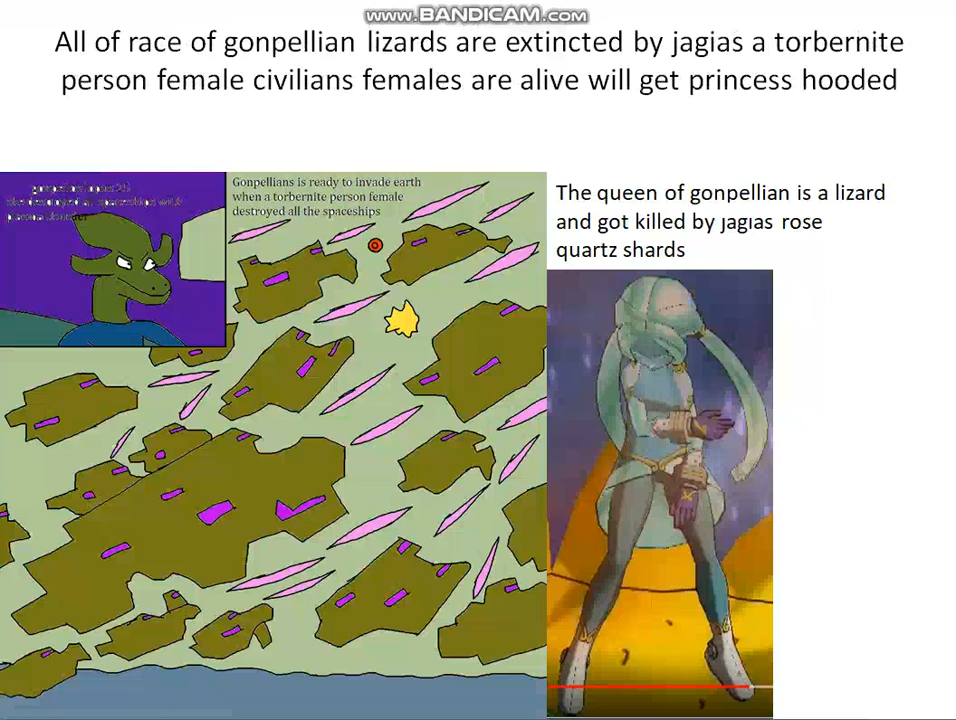 www.BANDICAM.com
All of race of gonpellian lizards are extincted by jagias a torbernite
person female civilians females are alive will get princess hooded
Gonpellians is ready to invade earth
when a torbernite person female
destroyed all the spaceships
The queen of gonpellian is a lizard
and got killed by jagias rose
quartz shards